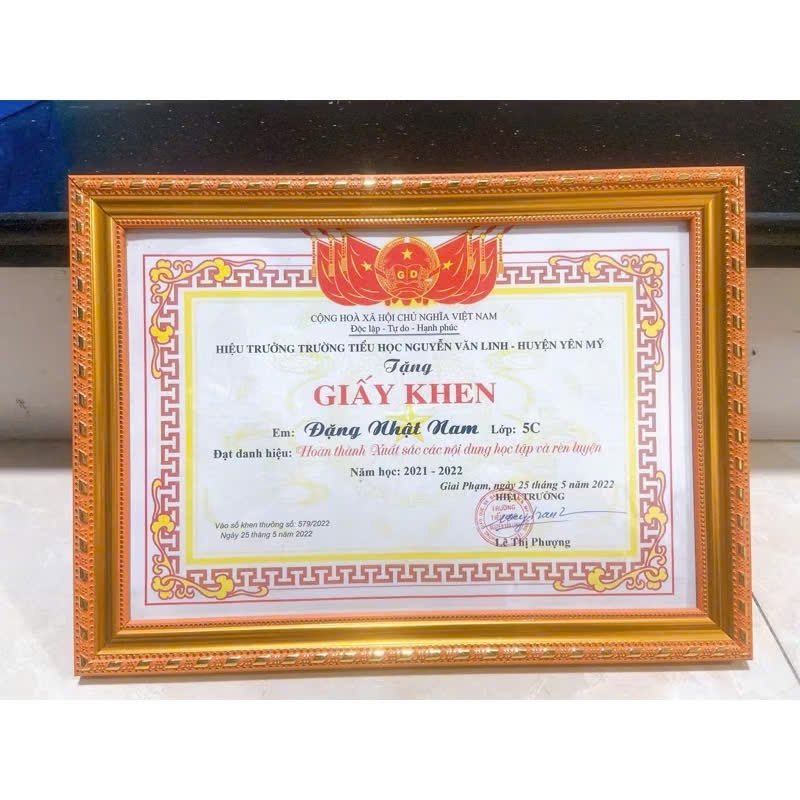 GD
CỘNG HOÀ XÃ HỘI CHỦ NGHĨA VIỆT NAM
Độc lập - Tự do - Hạnh phúc
HIỆU TRƯỞNG TRƯỜNG TIỂU HỌC NGUYỄN VĂN LINH - HUYỆN YÊN MỸ
Tặng
GIẤY KHEN
Em: Đặng Nhật Nam Lớp: 5C
Đạt danh hiệu: Hoàn thành Xuất sắc các nội dung học tập và rèn luyện
Năm học: 2021 - 2022
Giai Phạm, ngày 25 tháng 5 năm 2022
HIỆU TRƯỞNG
TRƯỜNG
Lê Thị Phượng
Vào sổ khen thưởng số: 579/2022
Ngày 25 tháng 5 năm 2022